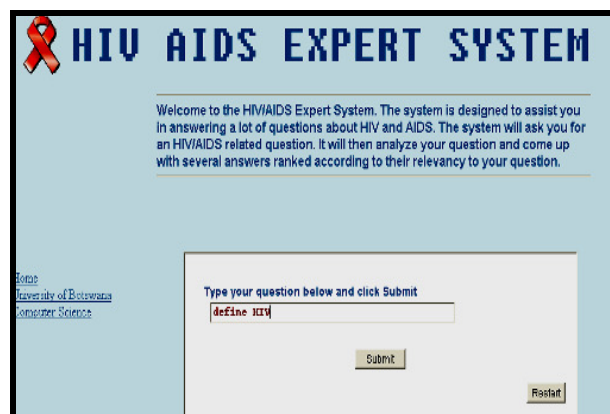 HIV AIDS EXPERT SYSTEM
Welcome to the HIV/AIDS Expert System. The system is designed to assist you
in answering a lot of questions about HIV and AIDS. The system will ask you for
an HIV/AIDS related question. It will then analyze your question and come up
with several answers ranked according to their relevancy to your question.
Home
University of Botswana
Computer Science
Type your question below and click Submit
define HIV
Submit
Restart